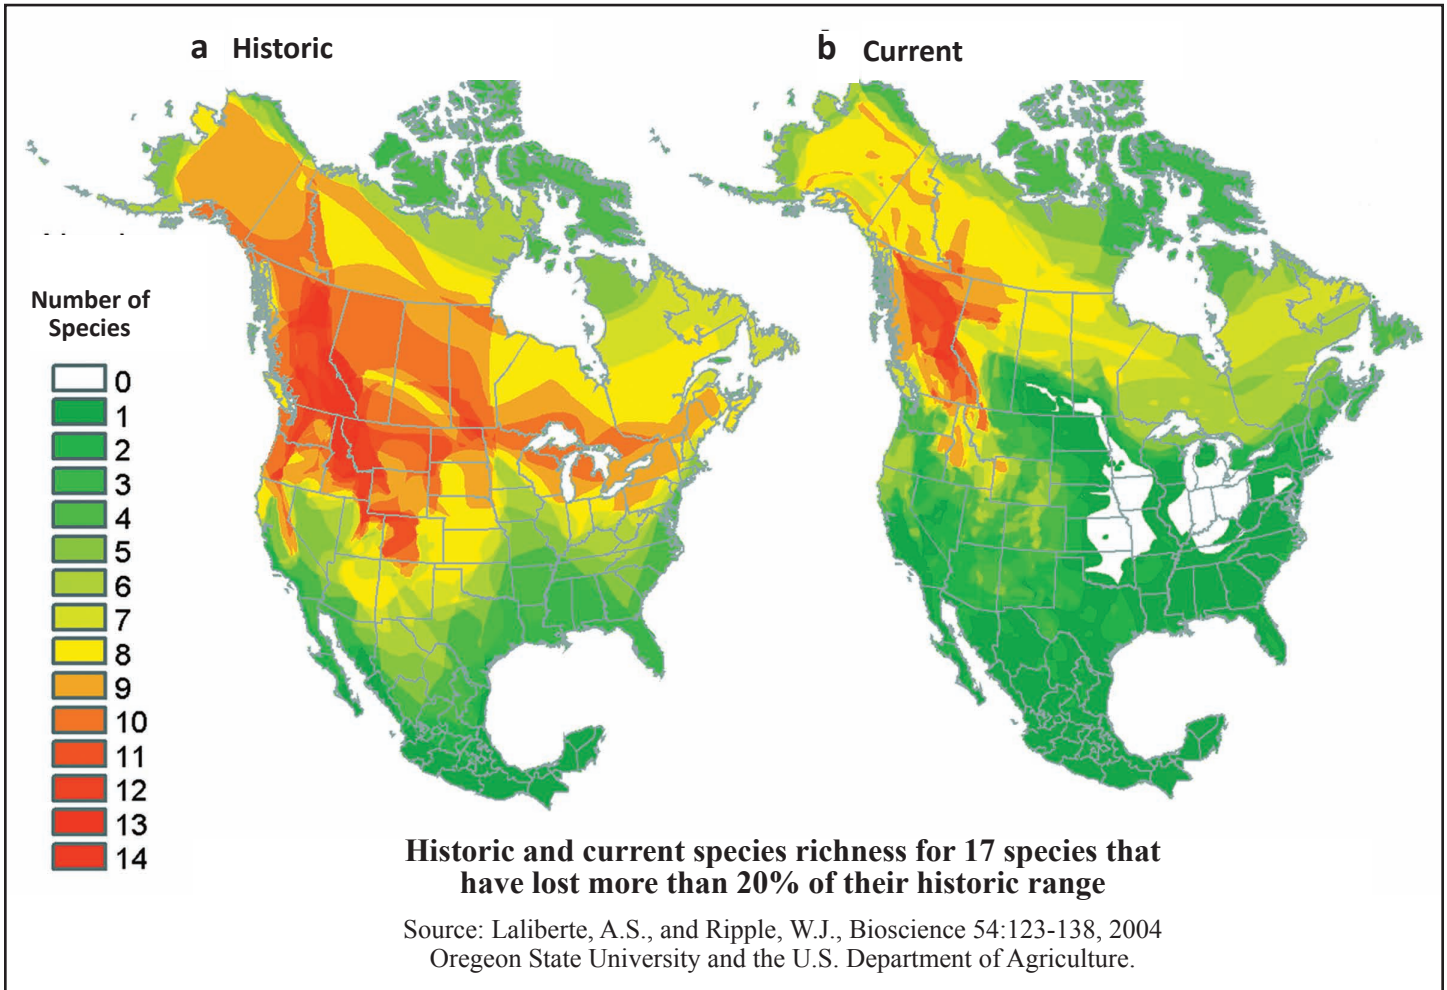 a Historic
b Current
Number of
Species
0
1
2
3
4
5
6
7
8
9
10
11
12
13
14
Historic and current species richness for 17 species that
have lost more than 20% of their historic range
Source: Laliberte, A.S., and Ripple, W.J., Bioscience 54:123-138, 2004
Oregeon State University and the U.S. Department of Agriculture.